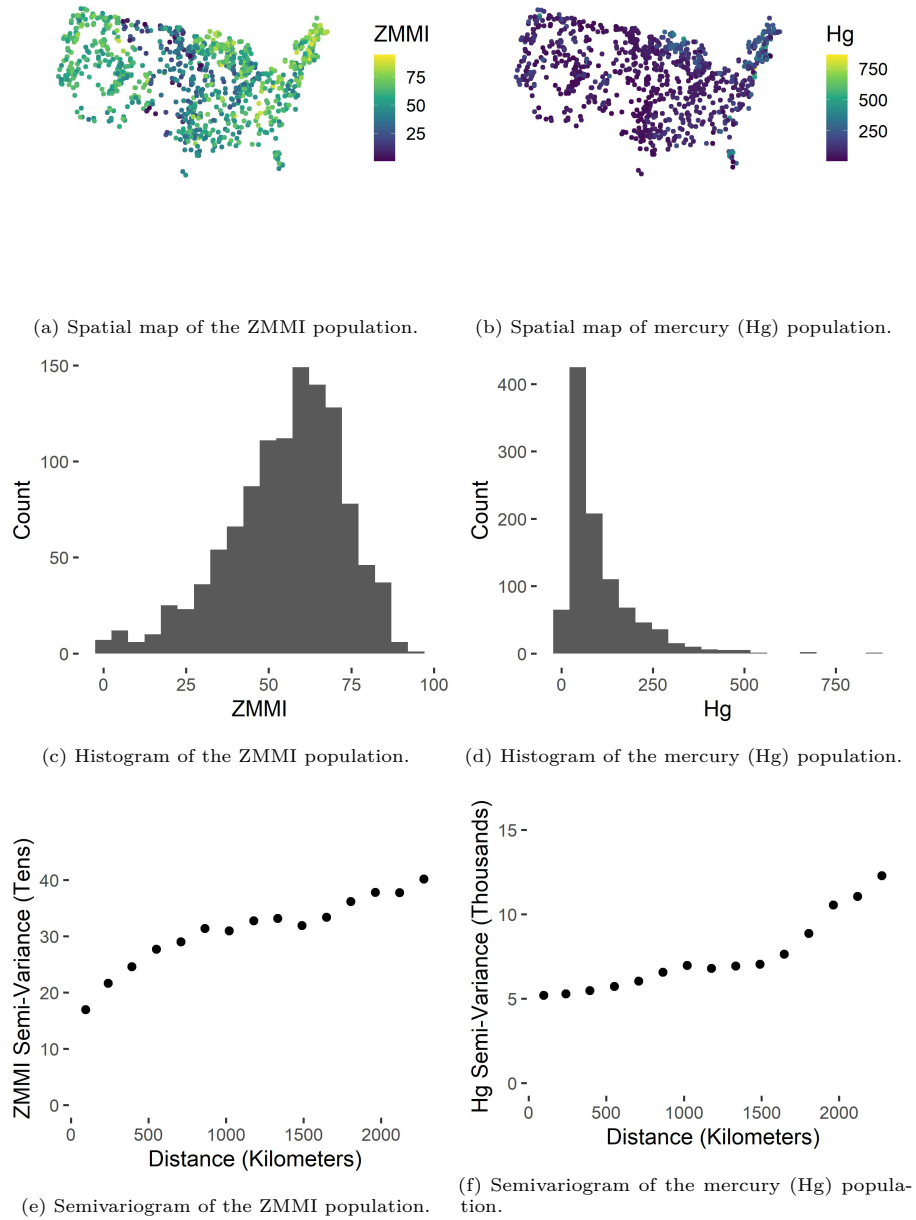 ZMMI
75
50
25
Hg
750
500
250
(a) Spatial map of the ZMMI population.
(b) Spatial map of mercury (Hg) population.
150
100
50
0
Count
0 25 50 75 100
ZMMI
400
300
200
100
0
Count
0 250 500 750
Hg
(c) Histogram of the ZMMI population.
(d) Histogram of the mercury (Hg) population.
40
30
20
10
0
ZMMI Semi-Variance (Tens)
0 500 1000 1500 2000
Distance (Kilometers)
15
10
5
0
Hg Semi-Variance (Thousands)
0 500 1000 1500 2000
Distance (Kilometers)
(e) Semivariogram of the ZMMI population.
(f) Semivariogram of the mercury (Hg) popula-
tion.